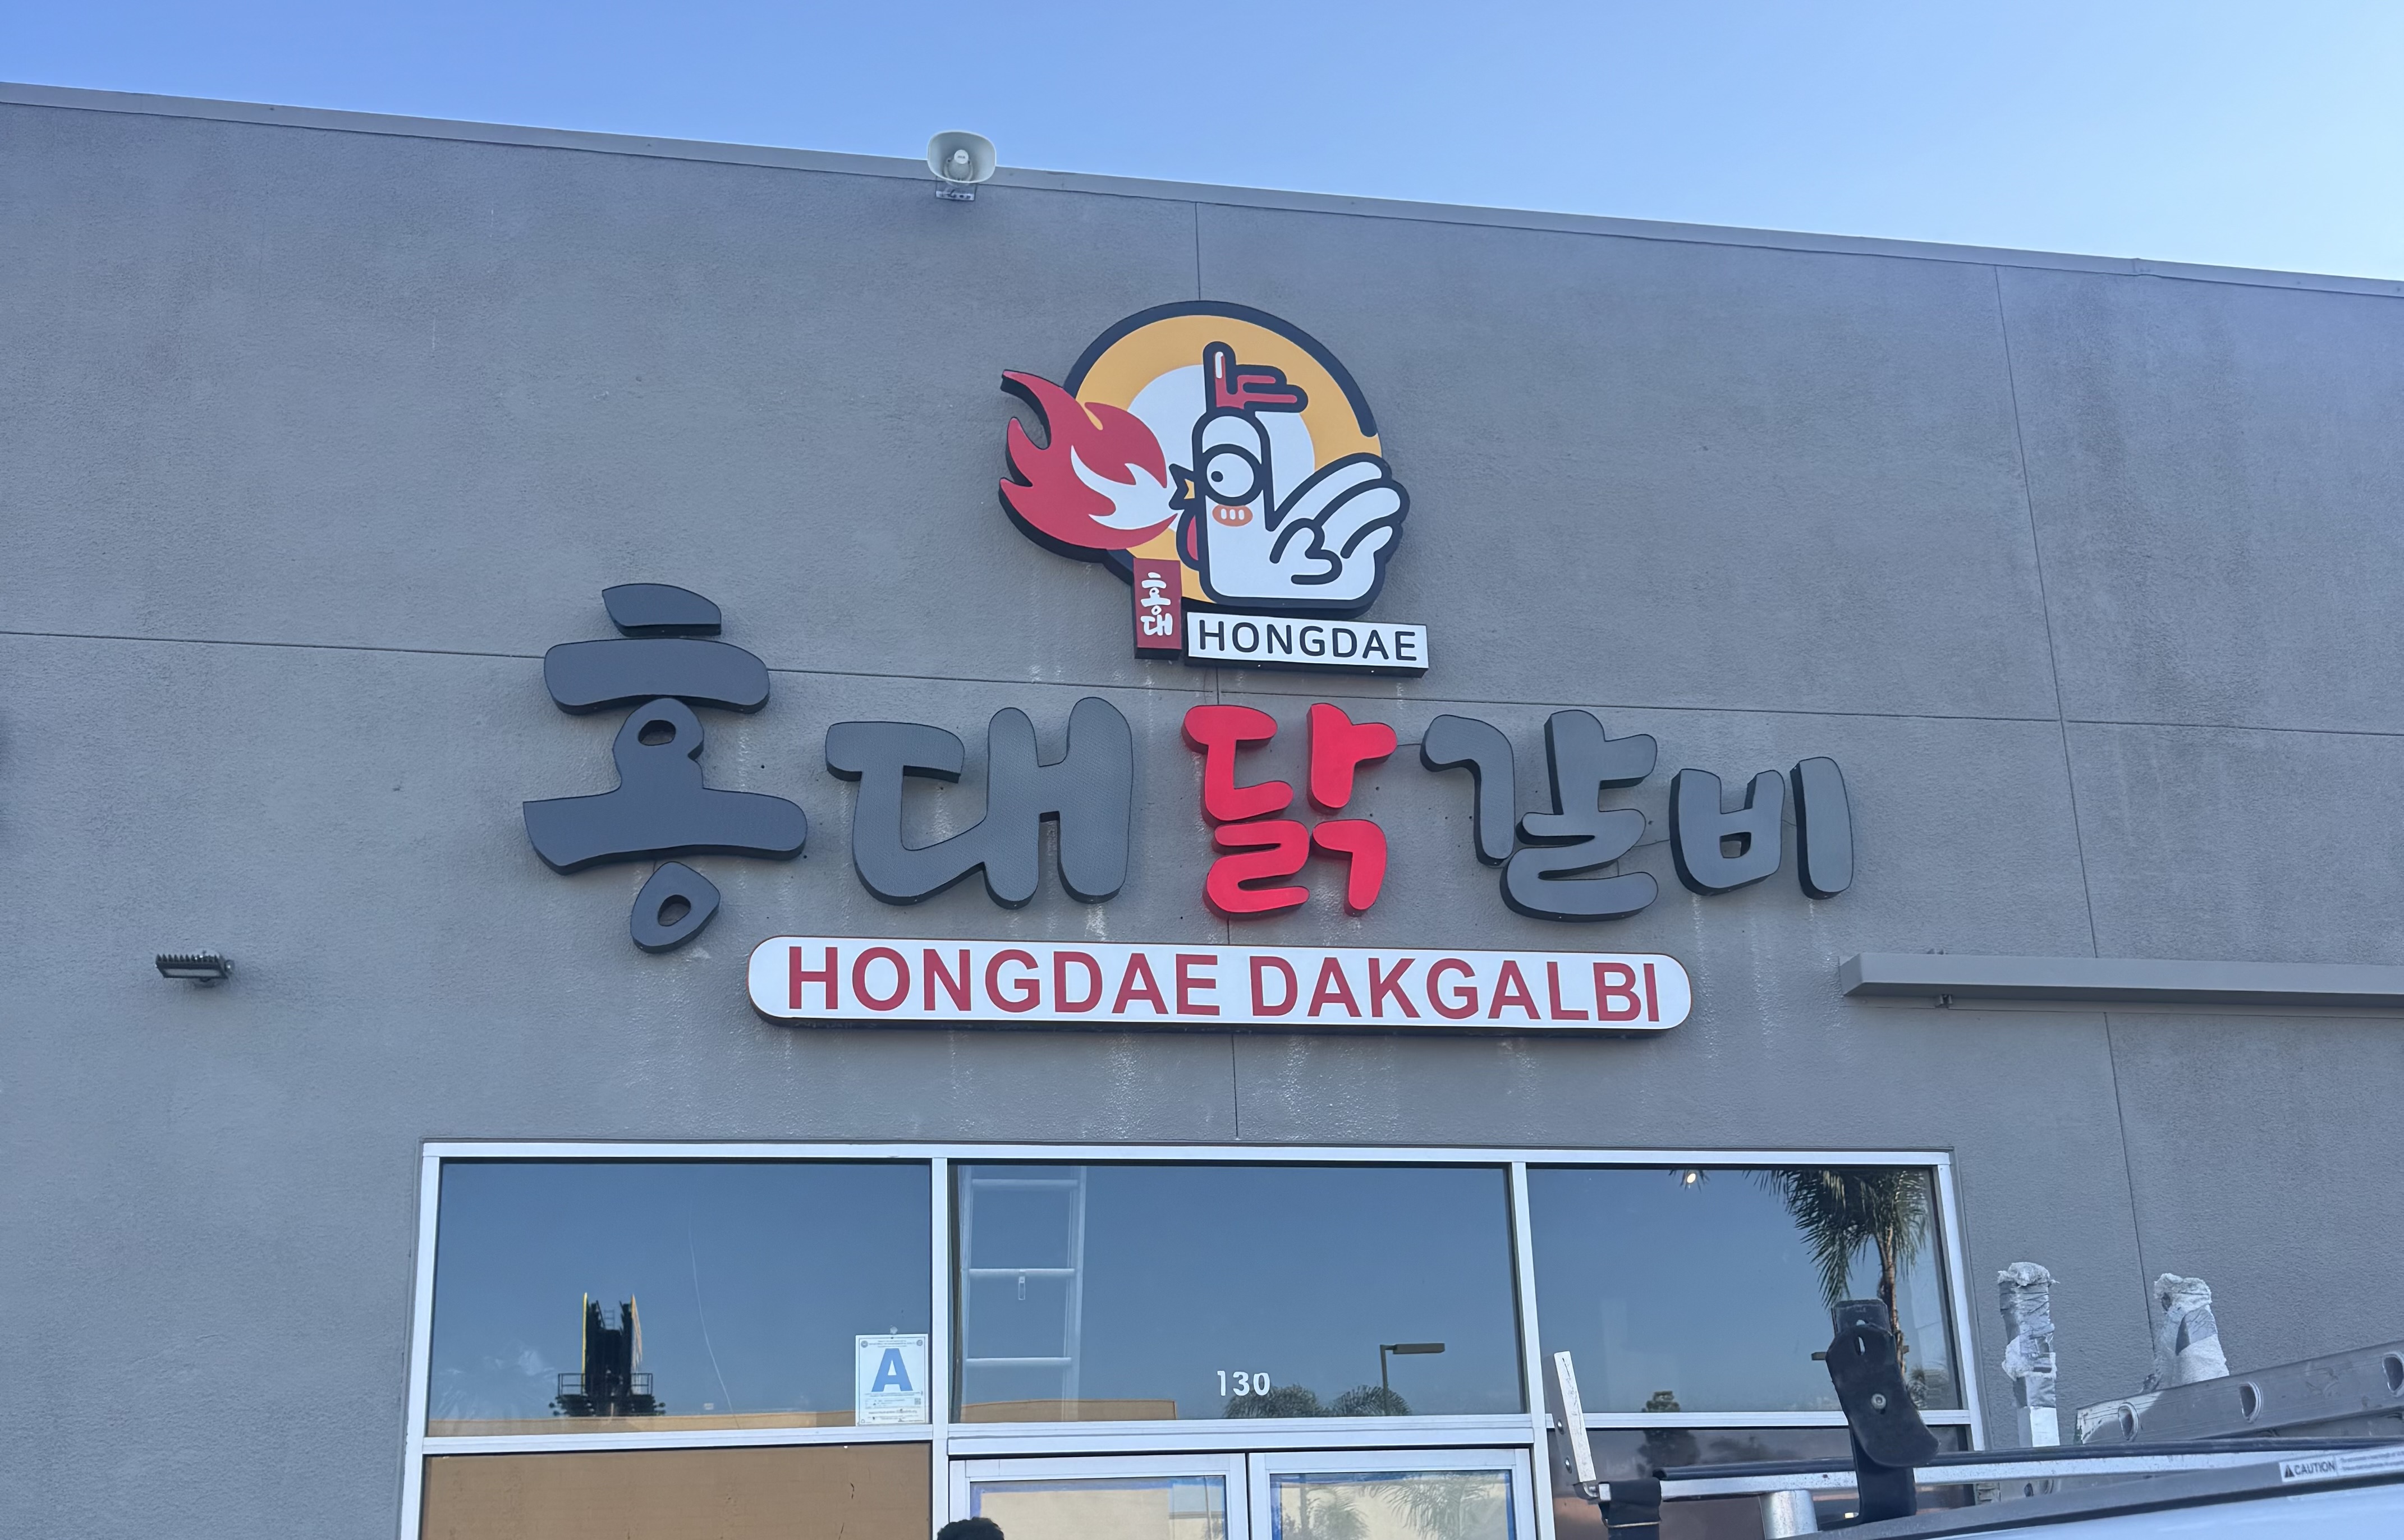 홍대
HONGDAE
홍대 닭갈비
HONGDAE DAKGALBI
A
130
CAUTION